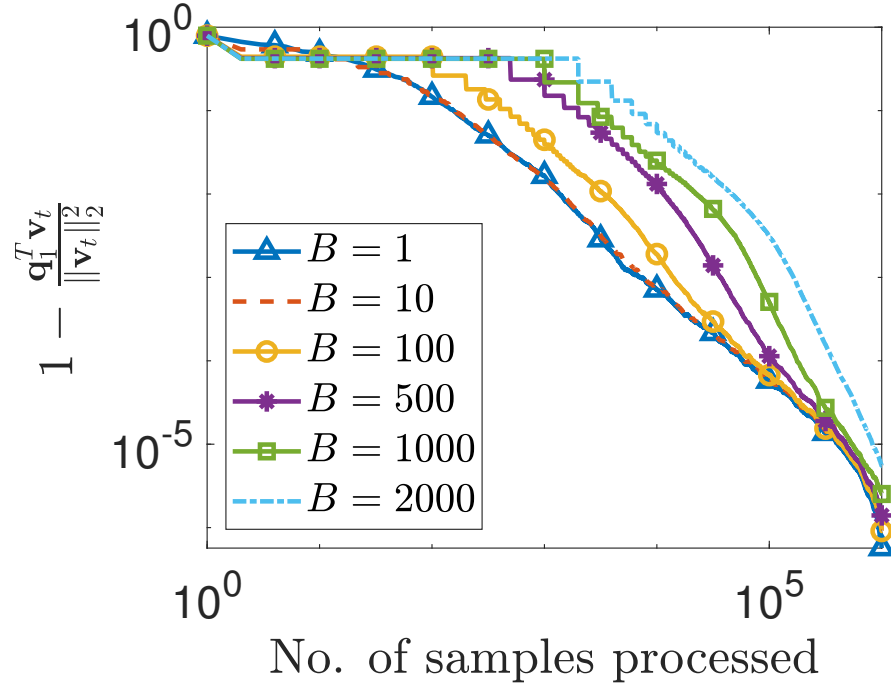 10^0
10^-5
1 − q_1^T v_t / ||v_t||_2^2
B = 1
B = 10
B = 100
B = 500
B = 1000
B = 2000
10^0 10^5
No. of samples processed